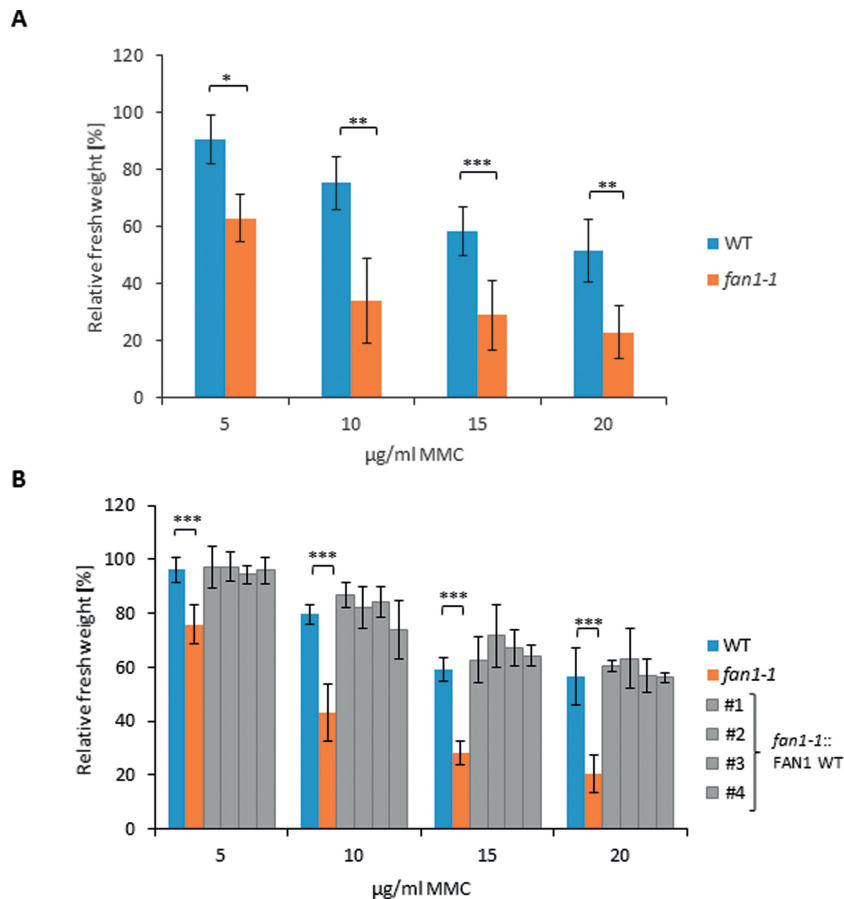 A
120
100
80
60
40
20
0
Relative fresh weight [%]
*
**
***
**
5 10 15 20
µg/ml MMC
WT
fan1-1
B
120
100
80
60
40
20
0
Relative fresh weight [%]
***
***
***
***
5 10 15 20
µg/ml MMC
WT
fan1-1
#1
#2
#3
#4
fan1-1::
FAN1 WT